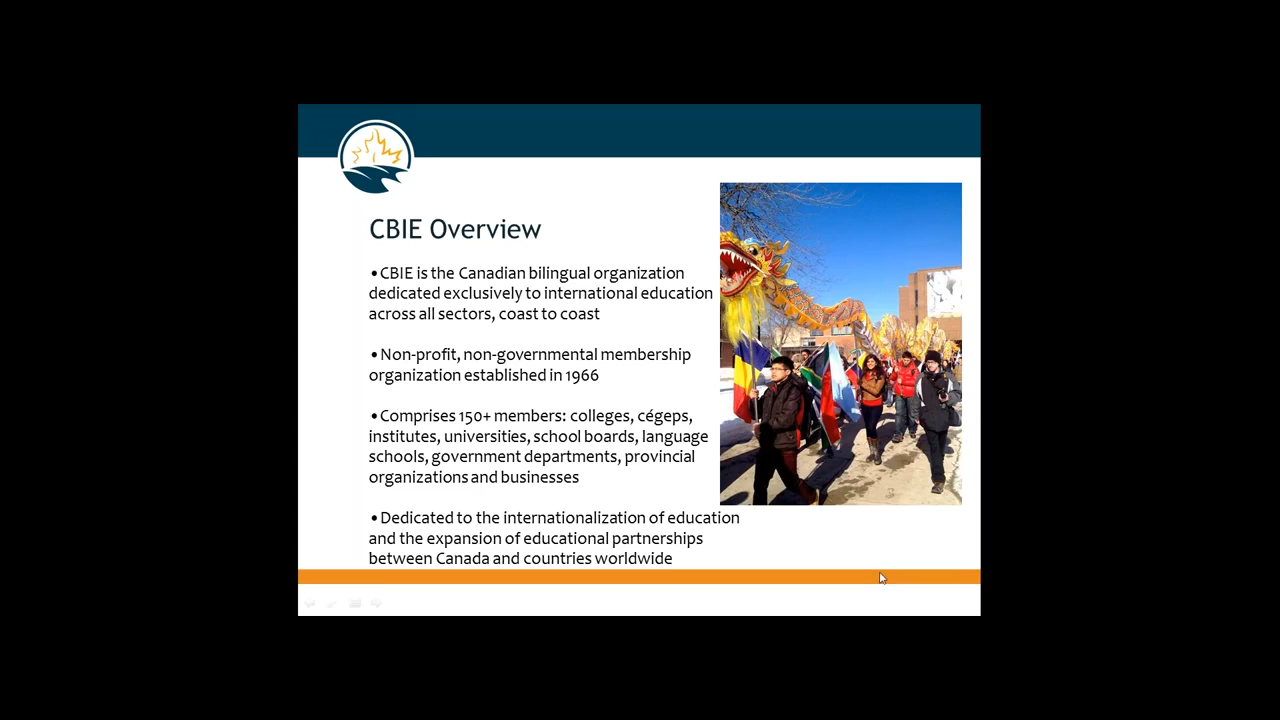 CBIE Overview
•CBIE is the Canadian bilingual organization
dedicated exclusively to international education
across all sectors, coast to coast
•Non-profit, non-governmental membership
organization established in 1966
•Comprises 150+ members: colleges, cégeps,
institutes, universities, school boards, language
schools, government departments, provincial
organizations and businesses
•Dedicated to the internationalization of education
and the expansion of educational partnerships
between Canada and countries worldwide